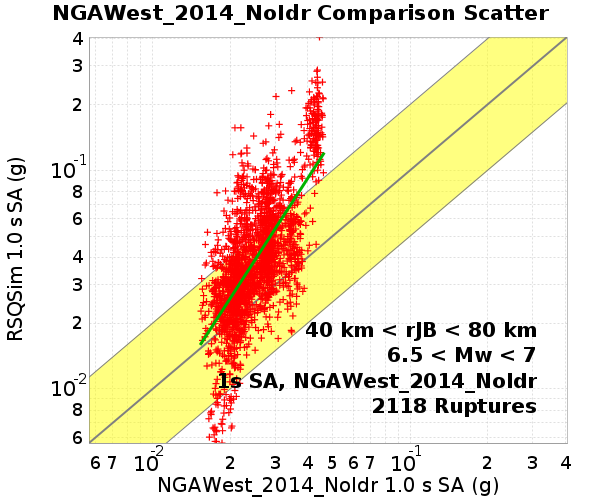 NGAWest_2014_NoIdr Comparison Scatter
RSQSim 1.0 s SA (g)
4
3
2
10-1
8
6
4
3
2
10-2
8
6
40 km < rJB < 80 km
6.5 < Mw < 7
1s SA, NGAWest_2014_NoIdr
2118 Ruptures
6 7 10-2 2 3 4 5 6 7 10-1 2 3 4
NGAWest_2014_NoIdr 1.0 s SA (g)